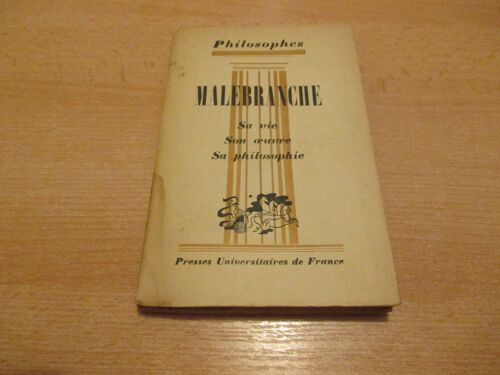 Philosophes
MALEBRANCHE
Sa vie
Son œuvre
Sa philosophie
Presses Universitaires de France